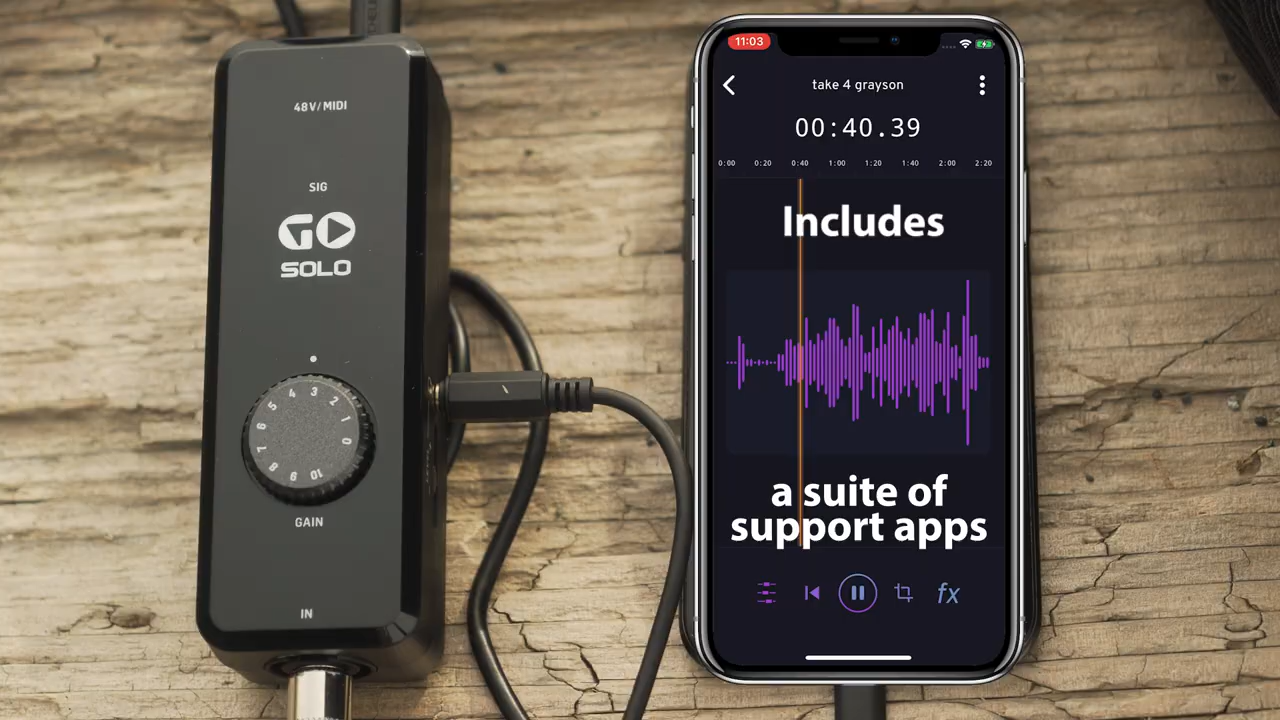 48V/MIDI
SIG
GO
SOLO
4 3 2 1 0
5 6 7 8 9 10
GAIN
IN
11:03
take 4 grayson
00:40.39
0:00 0:20 0:40 1:00 1:20 1:40 2:00 2:20
Includes
a suite of
support apps
fx